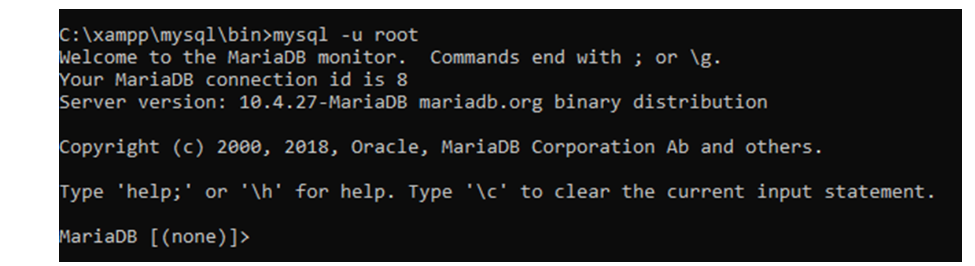 C:\xampp\mysql\bin>mysql -u root
Welcome to the MariaDB monitor.  Commands end with ; or \g.
Your MariaDB connection id is 8
Server version: 10.4.27-MariaDB mariadb.org binary distribution
Copyright (c) 2000, 2018, Oracle, MariaDB Corporation Ab and others.
Type 'help;' or '\h' for help. Type '\c' to clear the current input statement.
MariaDB [(none)]>